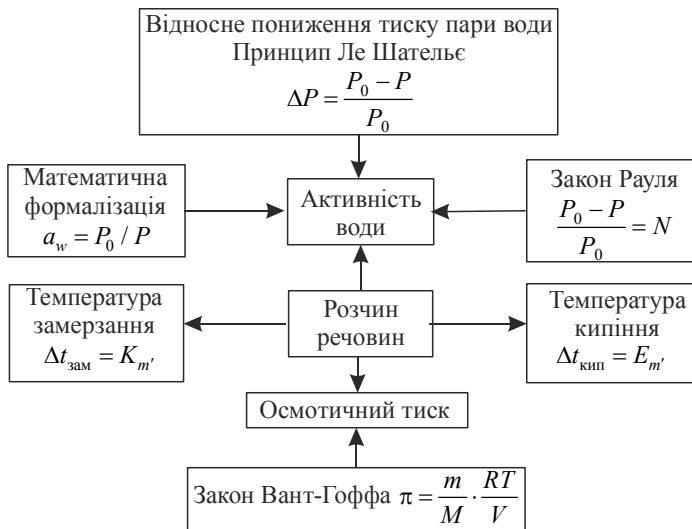 Відносне пониження тиску пари води
Принцип Ле Шательє
ΔP = (P₀ − P) / P₀
Математична
формалізація
a_w = P₀ / P
Активність
води
Закон Рауля
(P₀ − P) / P₀ = N
Температура
замерзання
Δt_зам = K_m′
Розчин
речовин
Температура
кипіння
Δt_кип = E_m′
Осмотичний тиск
Закон Вант-Гоффа π = m/M · RT/V